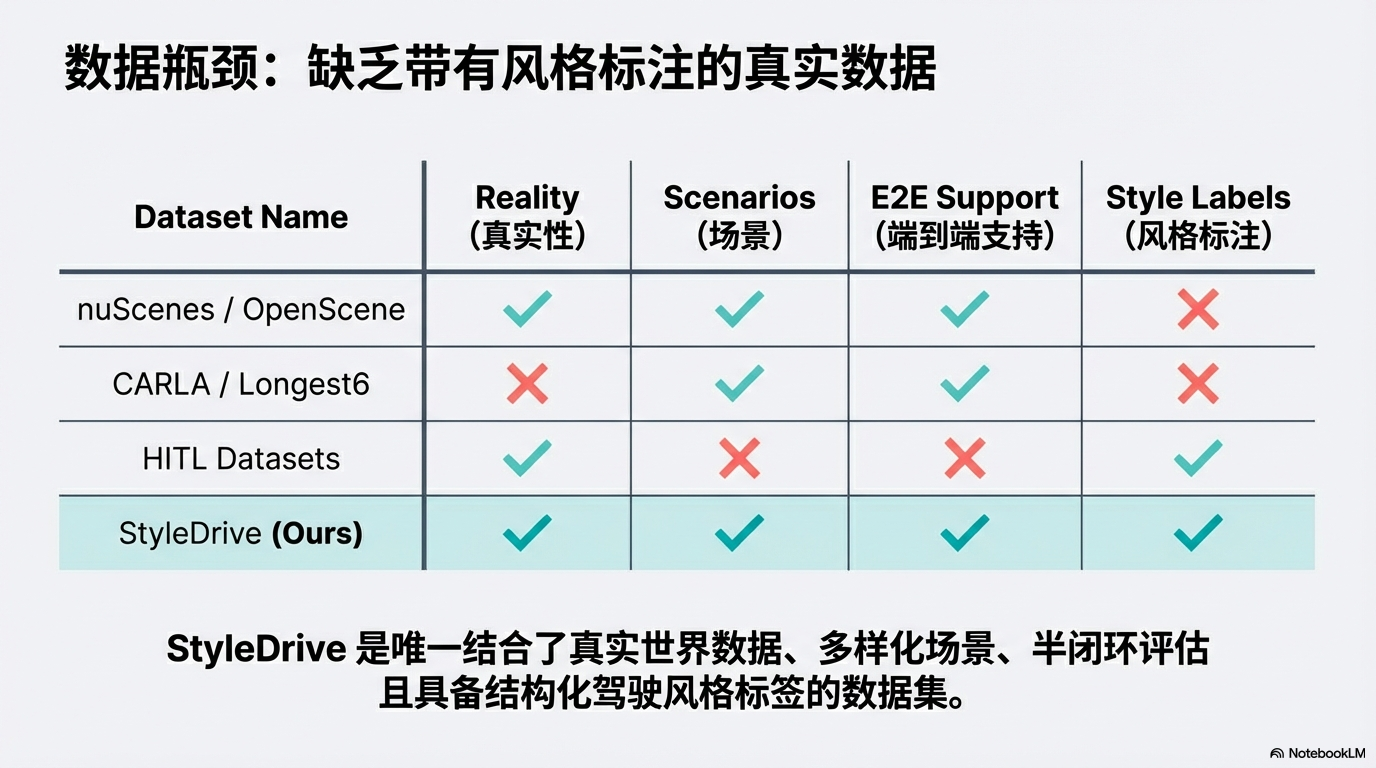 数据瓶颈：缺乏带有风格标注的真实数据
Dataset Name
Reality
（真实性）
Scenarios
（场景）
E2E Support
（端到端支持）
Style Labels
（风格标注）
nuScenes / OpenScene
CARLA / Longest6
HITL Datasets
StyleDrive (Ours)
StyleDrive 是唯一结合了真实世界数据、多样化场景、半闭环评估
且具备结构化驾驶风格标签的数据集。
NotebookLM